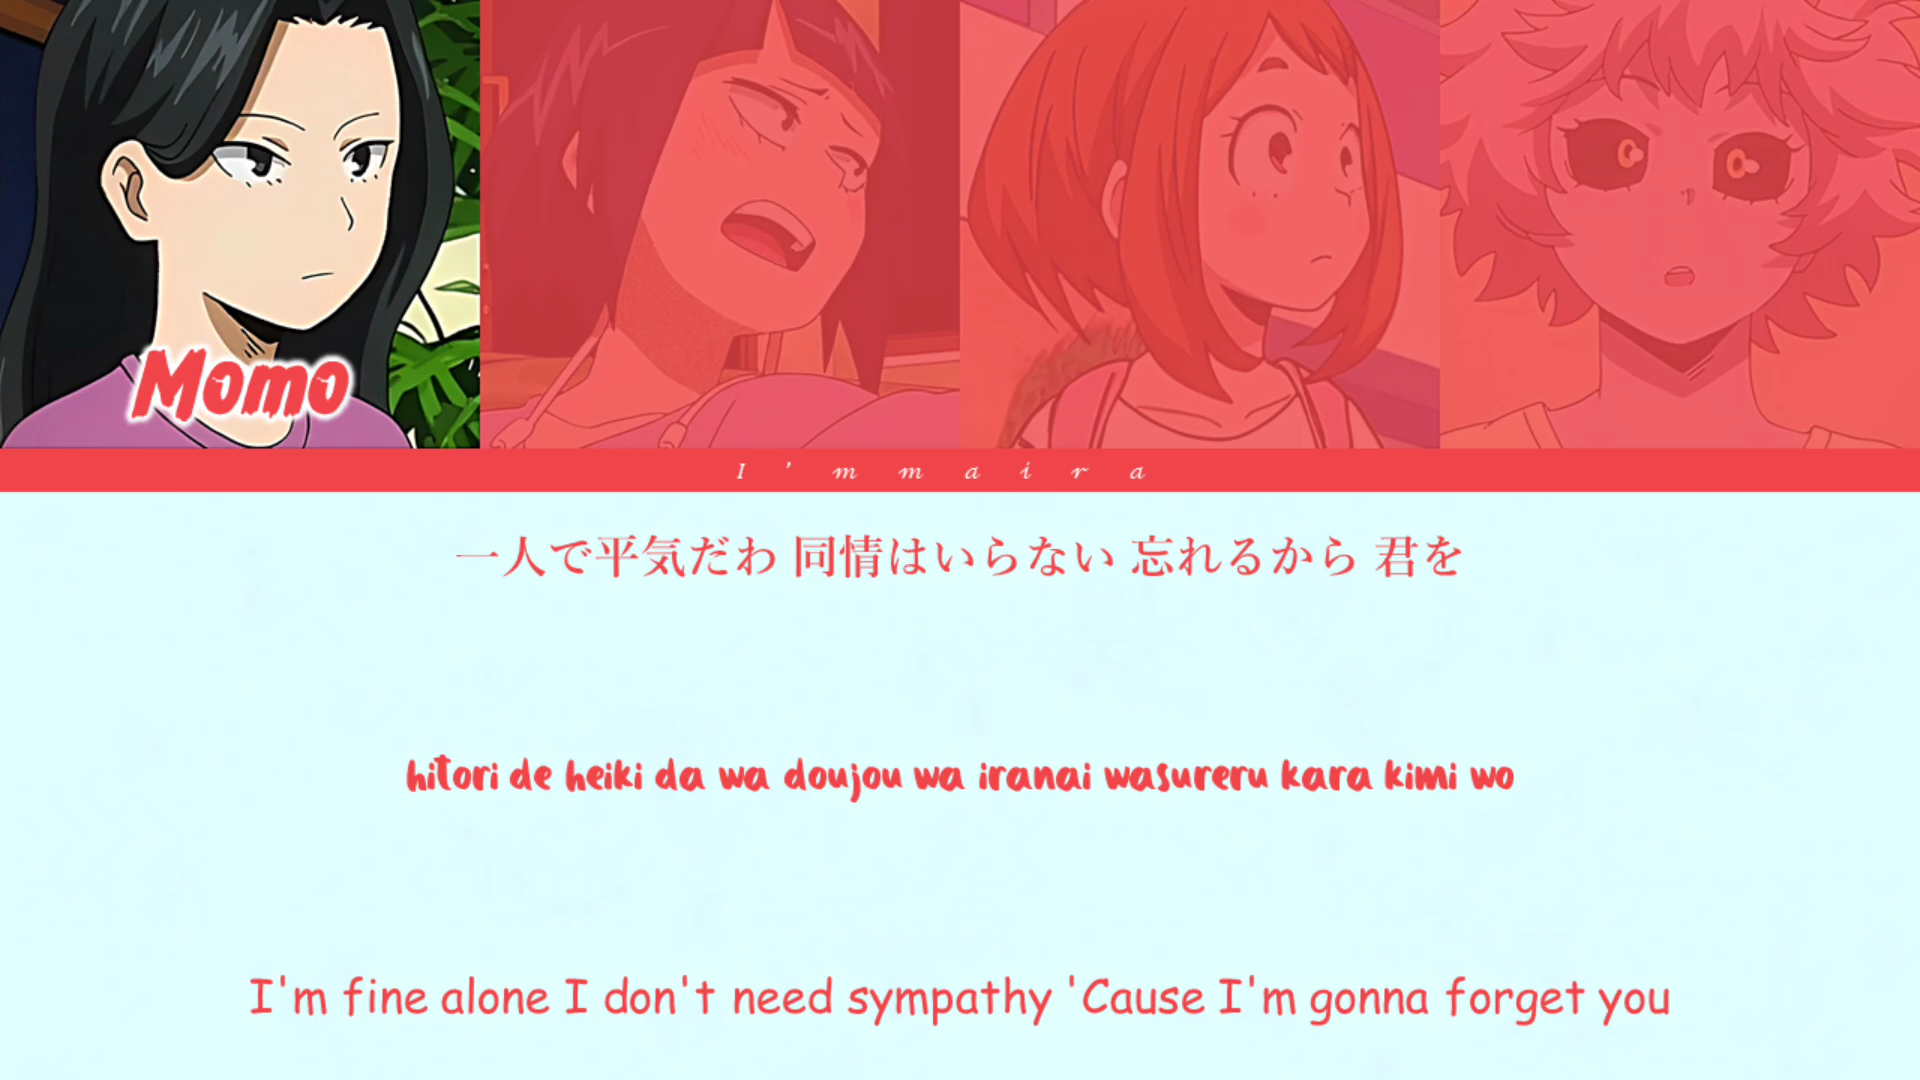 Momo
I'mmaira
一人で平気だわ 同情はいらない 忘れるから 君を
hitori de heiki da wa doujou wa iranai wasureru kara kimi wo
I'm fine alone I don't need sympathy 'Cause I'm gonna forget you